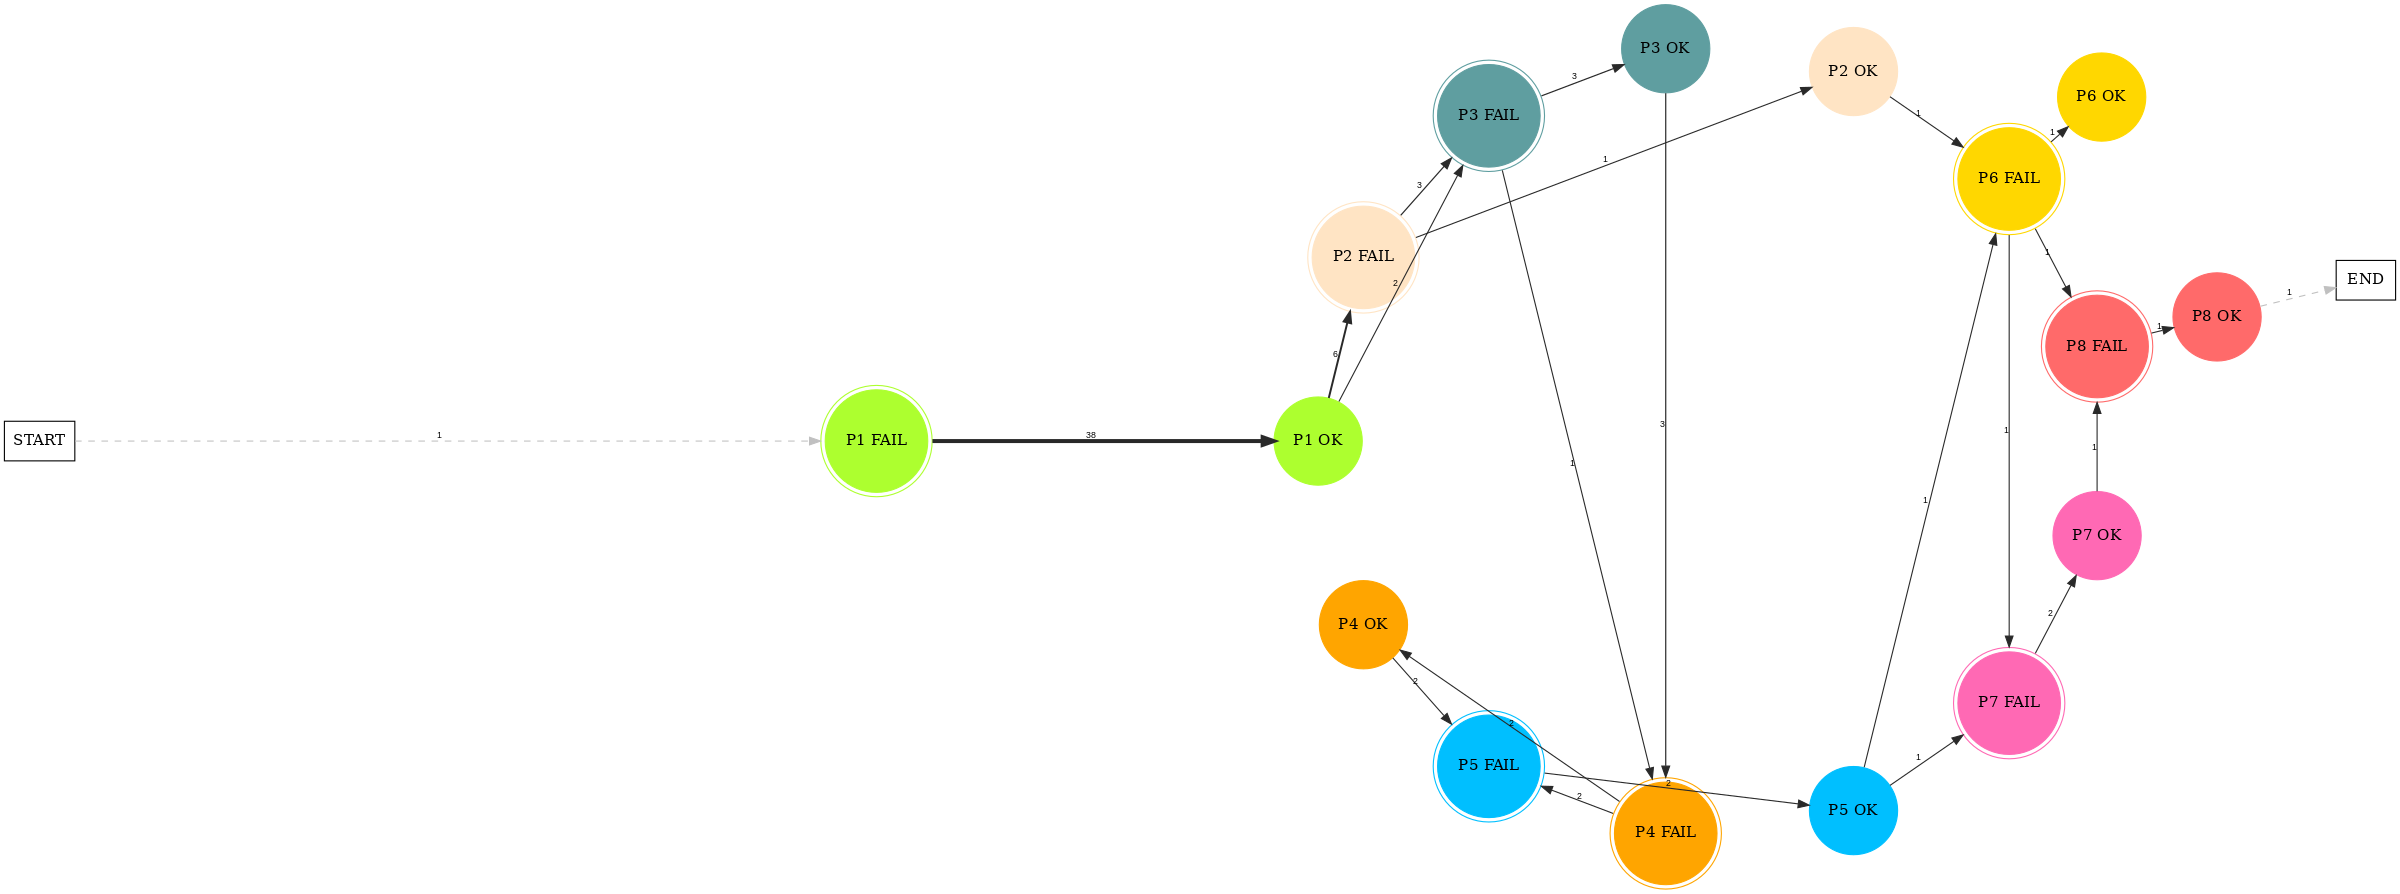 P3 OK
P2 OK
P3 FAIL
3
P6 OK
1
1
P6 FAIL
3
1
P2 FAIL
1
END
2
1
P8 OK
1
P8 FAIL
6
START
1
P1 FAIL
38
P1 OK
3
1
1
1
1
P7 OK
2
P4 OK
2
P7 FAIL
2
1
P5 FAIL
2
2
P5 OK
P4 FAIL